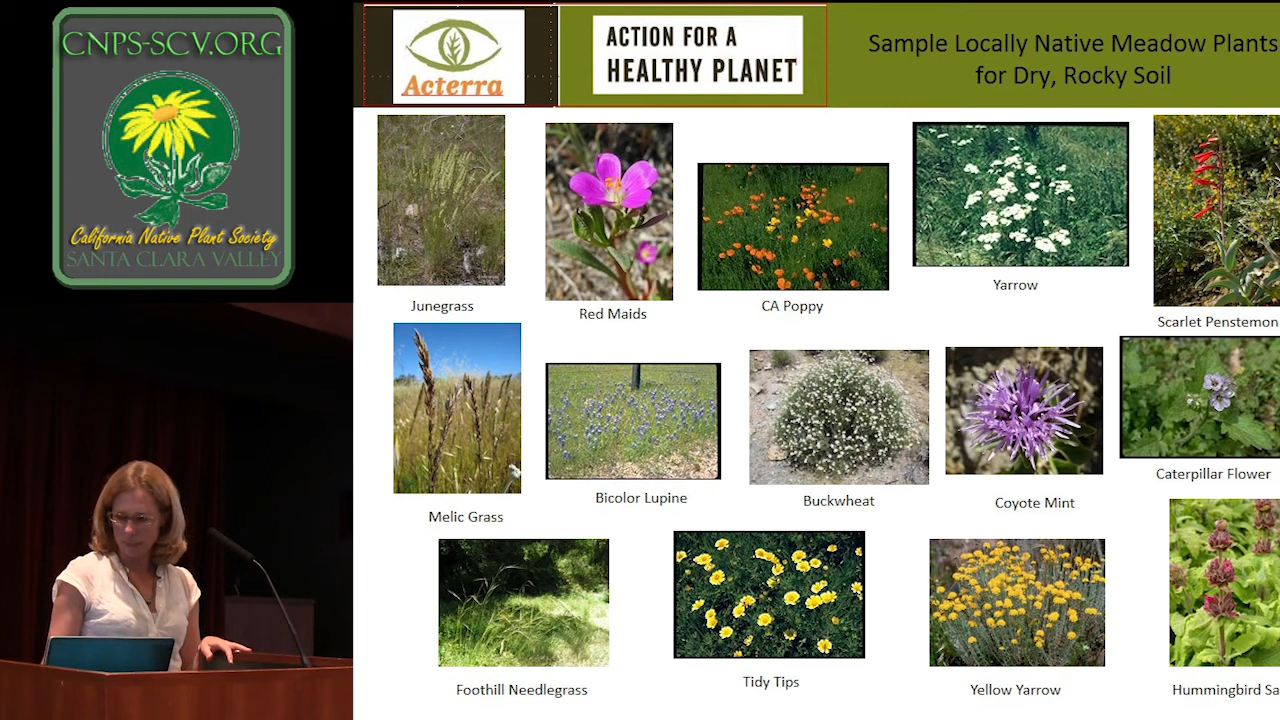 CNPS-SCV.ORG
California Native Plant Society
SANTA CLARA VALLEY
Acterra
ACTION FOR A
HEALTHY PLANET
Sample Locally Native Meadow Plants
for Dry, Rocky Soil
Junegrass
Red Maids
CA Poppy
Yarrow
Scarlet Penstemon
Melic Grass
Bicolor Lupine
Buckwheat
Coyote Mint
Caterpillar Flower
Foothill Needlegrass
Tidy Tips
Yellow Yarrow
Hummingbird Sa